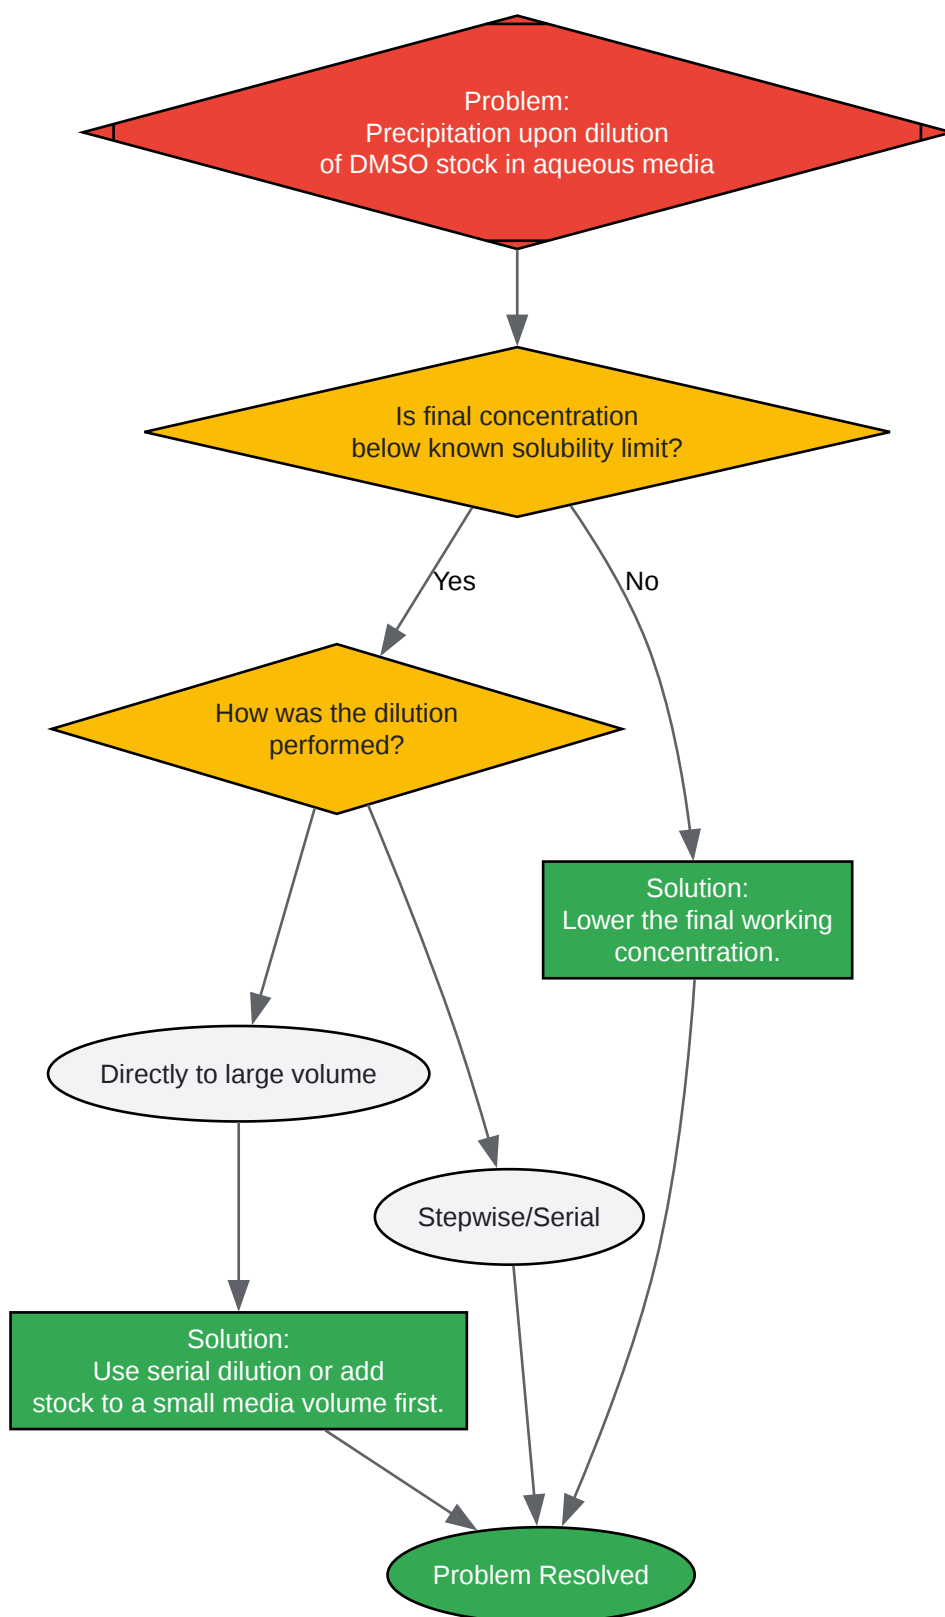 Problem:
Precipitation upon dilution
of DMSO stock in aqueous media
Is final concentration
below known solubility limit?
Yes
No
How was the dilution
performed?
Solution:
Lower the final working
concentration.
Directly to large volume
Stepwise/Serial
Solution:
Use serial dilution or add
stock to a small media volume first.
Problem Resolved